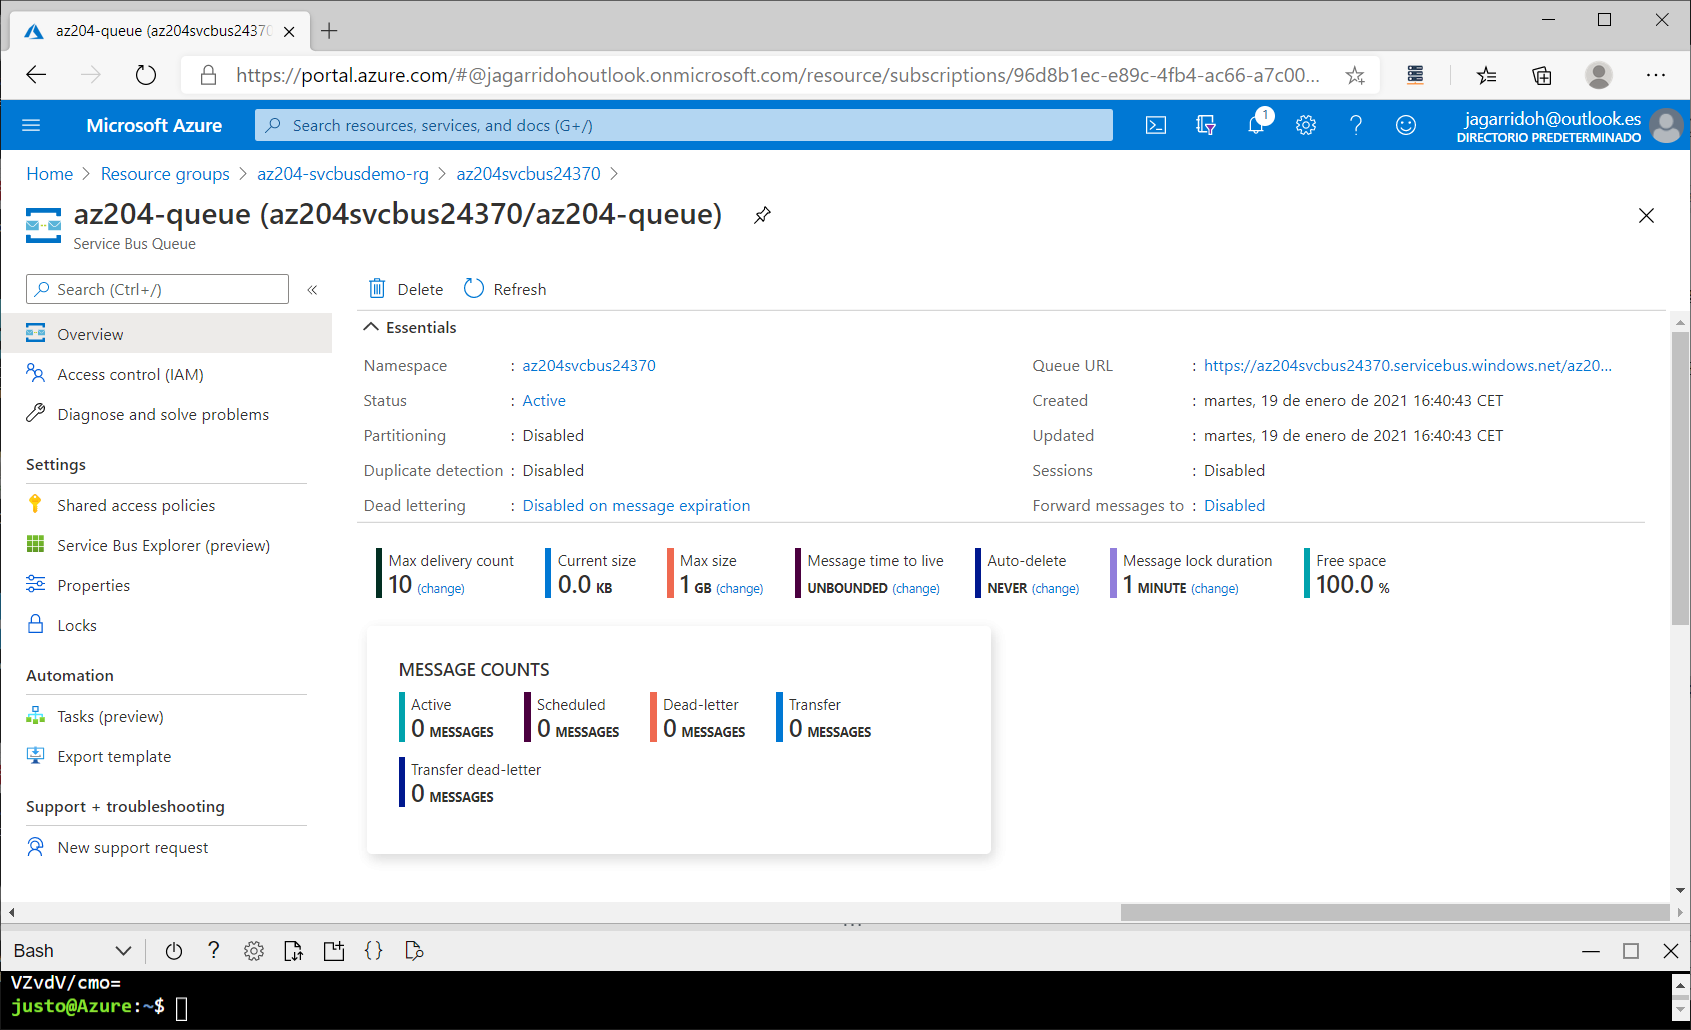 az204-queue (az204svcbus24370
https://portal.azure.com/#@jagarridohoutlook.onmicrosoft.com/resource/subscriptions/96d8b1ec-e89c-4fb4-ac66-a7c00...
Microsoft Azure
Search resources, services, and docs (G+/)
1
jagarridoh@outlook.es
DIRECTORIO PREDETERMINADO
Home > Resource groups > az204-svcbusdemo-rg > az204svcbus24370 >
az204-queue (az204svcbus24370/az204-queue)
Service Bus Queue
Search (Ctrl+/)
«
Overview
Access control (IAM)
Diagnose and solve problems
Settings
Shared access policies
Service Bus Explorer (preview)
Properties
Locks
Automation
Tasks (preview)
Export template
Support + troubleshooting
New support request
Delete Refresh
Essentials
Namespace : az204svcbus24370
Status : Active
Partitioning : Disabled
Duplicate detection : Disabled
Dead lettering : Disabled on message expiration
Queue URL : https://az204svcbus24370.servicebus.windows.net/az20...
Created : martes, 19 de enero de 2021 16:40:43 CET
Updated : martes, 19 de enero de 2021 16:40:43 CET
Sessions : Disabled
Forward messages to : Disabled
Max delivery count
10 (change)
Current size
0.0 KB
Max size
1 GB (change)
Message time to live
UNBOUNDED (change)
Auto-delete
NEVER (change)
Message lock duration
1 MINUTE (change)
Free space
100.0 %
MESSAGE COUNTS
Active
0 MESSAGES
Scheduled
0 MESSAGES
Dead-letter
0 MESSAGES
Transfer
0 MESSAGES
Transfer dead-letter
0 MESSAGES
Bash
VZvdV/cmo=
justo@Azure:~$